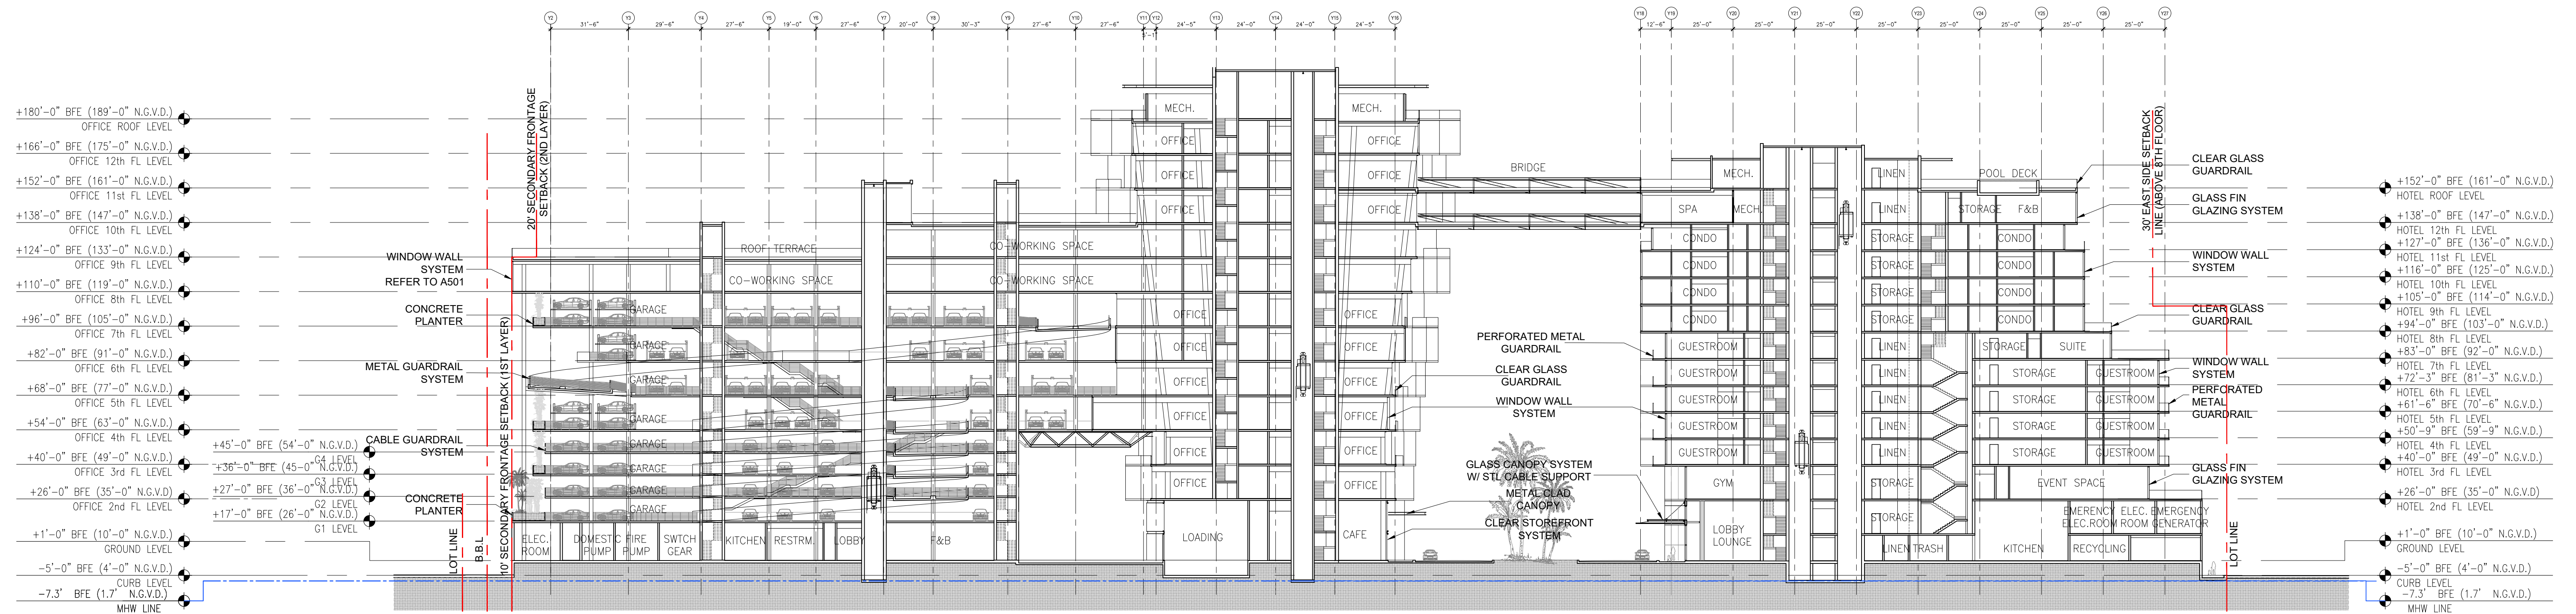 Y2 Y3 Y4 Y5 Y6 Y7 Y8 Y9 Y10 Y11 Y12 Y13 Y14 Y15 Y16 Y18 Y19 Y20 Y21 Y22 Y23 Y24 Y25 Y26 Y27
31'-6" 29'-6" 27'-6" 19'-0" 27'-6" 20'-0" 30'-3" 27'-6" 27'-6" 24'-5" 24'-0" 24'-0" 24'-5" 12'-6" 25'-0" 25'-0" 25'-0" 25'-0" 25'-0" 25'-0" 25'-0" 25'-0"
+180'-0" BFE (189'-0" N.G.V.D.)
OFFICE ROOF LEVEL
+166'-0" BFE (175'-0" N.G.V.D.)
OFFICE 12th FL LEVEL
+152'-0" BFE (161'-0" N.G.V.D.)
OFFICE 11st FL LEVEL
+138'-0" BFE (147'-0" N.G.V.D.)
OFFICE 10th FL LEVEL
+124'-0" BFE (133'-0" N.G.V.D.)
OFFICE 9th FL LEVEL
+110'-0" BFE (119'-0" N.G.V.D.)
OFFICE 8th FL LEVEL
+96'-0" BFE (105'-0" N.G.V.D.)
OFFICE 7th FL LEVEL
+82'-0" BFE (91'-0" N.G.V.D.)
OFFICE 6th FL LEVEL
+68'-0" BFE (77'-0" N.G.V.D.)
OFFICE 5th FL LEVEL
+54'-0" BFE (63'-0" N.G.V.D.)
OFFICE 4th FL LEVEL
+40'-0" BFE (49'-0" N.G.V.D.)
OFFICE 3rd FL LEVEL
+26'-0" BFE (35'-0" N.G.V.D)
OFFICE 2nd FL LEVEL
+1'-0" BFE (10'-0" N.G.V.D.)
GROUND LEVEL
-5'-0" BFE (4'-0" N.G.V.D.)
CURB LEVEL
-7.3' BFE (1.7' N.G.V.D.)
MHW LINE
+45'-0" BFE (54'-0" N.G.V.D.)
G4 LEVEL
+36'-0" BFE (45-0" N.G.V.D.)
G3 LEVEL
+27'-0" BFE (36'-0" N.G.V.D.)
G2 LEVEL
+17'-0" BFE (26'-0" N.G.V.D.)
G1 LEVEL
WINDOW WALL
SYSTEM
REFER TO A501
CONCRETE
PLANTER
METAL GUARDRAIL
SYSTEM
CABLE GUARDRAIL
SYSTEM
CONCRETE
PLANTER
LOT LINE
B.B.L
10' SECONDARY FRONTAGE SETBACK (1ST LAYER)
20' SECONDARY FRONTAGE
SETBACK (2ND LAYER)
ROOF TERRACE
CO-WORKING SPACE
CO-WORKING SPACE
CO-WORKING SPACE
GARAGE
GARAGE
GARAGE
GARAGE
GARAGE
GARAGE
GARAGE
GARAGE
ELEC.
ROOM
DOMESTIC
PUMP
FIRE
PUMP
SWTCH
GEAR
KITCHEN
RESTRM.
LOBBY
F&B
MECH. MECH.
OFFICE OFFICE
OFFICE OFFICE
OFFICE OFFICE
OFFICE OFFICE
OFFICE OFFICE
OFFICE OFFICE
OFFICE OFFICE
OFFICE OFFICE
OFFICE OFFICE
LOADING
CAFE
BRIDGE
PERFORATED METAL
GUARDRAIL
CLEAR GLASS
GUARDRAIL
WINDOW WALL
SYSTEM
GLASS CANOPY SYSTEM
W/ STL CABLE SUPPORT
METAL CLAD
CANOPY
CLEAR STOREFRONT
SYSTEM
MECH. LINEN POOL DECK
SPA MECH. LINEN STORAGE F&B
CONDO STORAGE CONDO
CONDO STORAGE CONDO
CONDO STORAGE CONDO
CONDO STORAGE CONDO
GUESTROOM LINEN STORAGE SUITE
GUESTROOM LINEN STORAGE GUESTROOM
GUESTROOM LINEN STORAGE GUESTROOM
GUESTROOM LINEN STORAGE GUESTROOM
GUESTROOM LINEN STORAGE GUESTROOM
GYM STORAGE EVENT SPACE
LOBBY
LOUNGE
STORAGE
EMERENCY
ELEC.ROOM
ELEC.
ROOM
EMERGENCY
GENERATOR
LINEN TRASH KITCHEN RECYCLING
30' EAST SIDE SETBACK
LINE (ABOVE 8TH FLOOR)
LOT LINE
CLEAR GLASS
GUARDRAIL
GLASS FIN
GLAZING SYSTEM
WINDOW WALL
SYSTEM
CLEAR GLASS
GUARDRAIL
WINDOW WALL
SYSTEM
PERFORATED
METAL
GUARDRAIL
GLASS FIN
GLAZING SYSTEM
+152'-0" BFE (161'-0" N.G.V.D.)
HOTEL ROOF LEVEL
+138'-0" BFE (147'-0" N.G.V.D.)
HOTEL 12th FL LEVEL
+127'-0" BFE (136'-0" N.G.V.D.)
HOTEL 11st FL LEVEL
+116'-0" BFE (125'-0" N.G.V.D.)
HOTEL 10th FL LEVEL
+105'-0" BFE (114'-0" N.G.V.D.)
HOTEL 9th FL LEVEL
+94'-0" BFE (103'-0" N.G.V.D.)
HOTEL 8th FL LEVEL
+83'-0" BFE (92'-0" N.G.V.D.)
HOTEL 7th FL LEVEL
+72'-3" BFE (81'-3" N.G.V.D.)
HOTEL 6th FL LEVEL
+61'-6" BFE (70'-6" N.G.V.D.)
HOTEL 5th FL LEVEL
+50'-9" BFE (59'-9" N.G.V.D.)
HOTEL 4th FL LEVEL
+40'-0" BFE (49'-0" N.G.V.D.)
HOTEL 3rd FL LEVEL
+26'-0" BFE (35'-0" N.G.V.D)
HOTEL 2nd FL LEVEL
+1'-0" BFE (10'-0" N.G.V.D.)
GROUND LEVEL
-5'-0" BFE (4'-0" N.G.V.D.)
CURB LEVEL
-7.3' BFE (1.7' N.G.V.D.)
MHW LINE